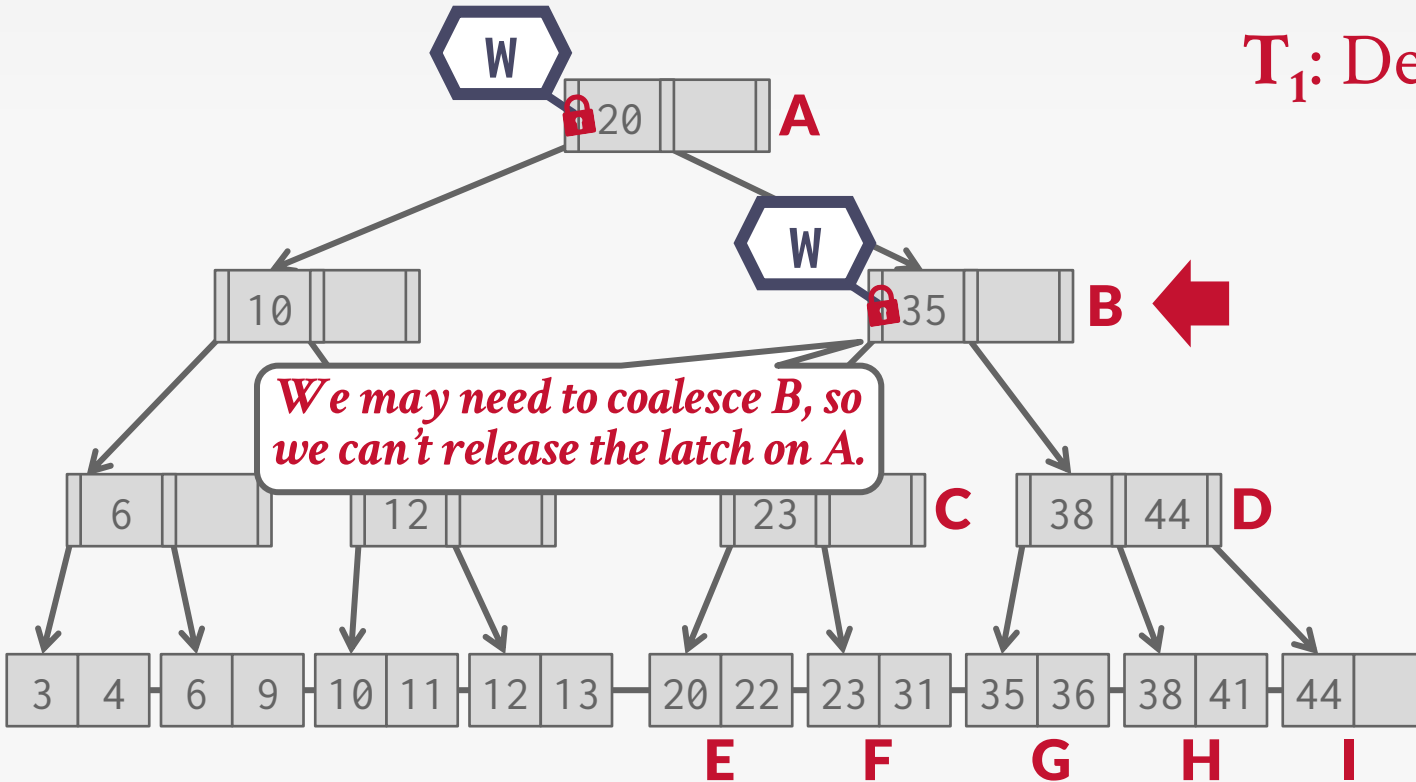 W
T1: De
20
A
W
10
35
B
We may need to coalesce B, so
we can't release the latch on A.
6
12
23
C
38 44
D
3 4 6 9 10 11 12 13 20 22 23 31 35 36 38 41 44
E F G H I